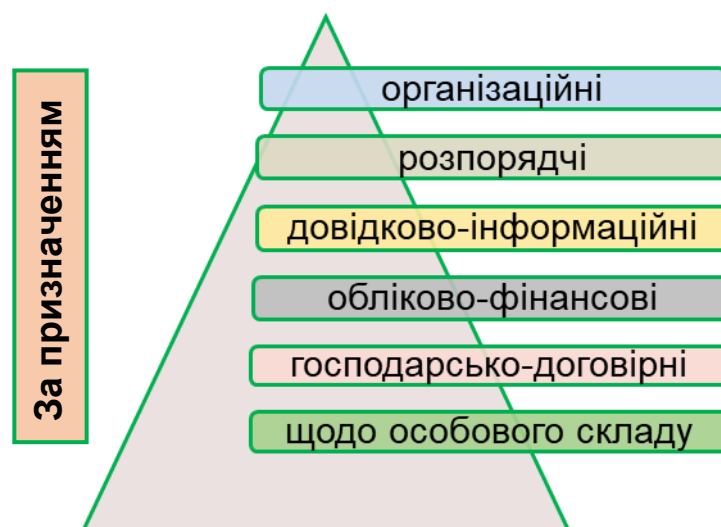 За призначенням
організаційні
розпорядчі
довідково-інформаційні
обліково-фінансові
господарсько-договірні
щодо особового складу